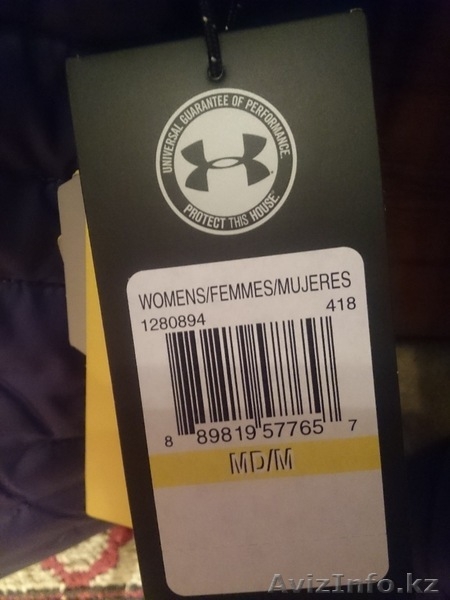 UNIVERSAL GUARANTEE OF PERFORMANCE.
PROTECT THIS HOUSE.
WOMENS/FEMMES/MUJERES
1280894 418
8 89819 57765 7
MD/M
AvizInfo.kz